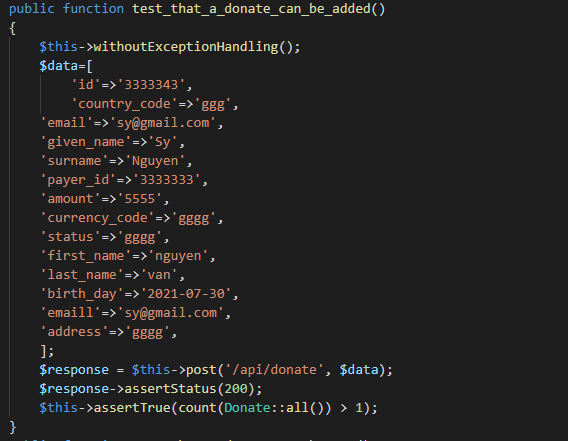 public function test_that_a_donate_can_be_added()
{
    $this->withoutExceptionHandling();
    $data=[
        'id'=>'3333343',
        'country_code'=>'ggg',
    'email'=>'sy@gmail.com',
    'given_name'=>'Sy',
    'surname'=>'Nguyen',
    'payer_id'=>'3333333',
    'amount'=>'5555',
    'currency_code'=>'gggg',
    'status'=>'gggg',
    'first_name'=>'nguyen',
    'last_name'=>'van',
    'birth_day'=>'2021-07-30',
    'emaill'=>'sy@gmail.com',
    'address'=>'gggg',
    ];
    $response = $this->post('/api/donate', $data);
    $response->assertStatus(200);
    $this->assertTrue(count(Donate::all()) > 1);
}